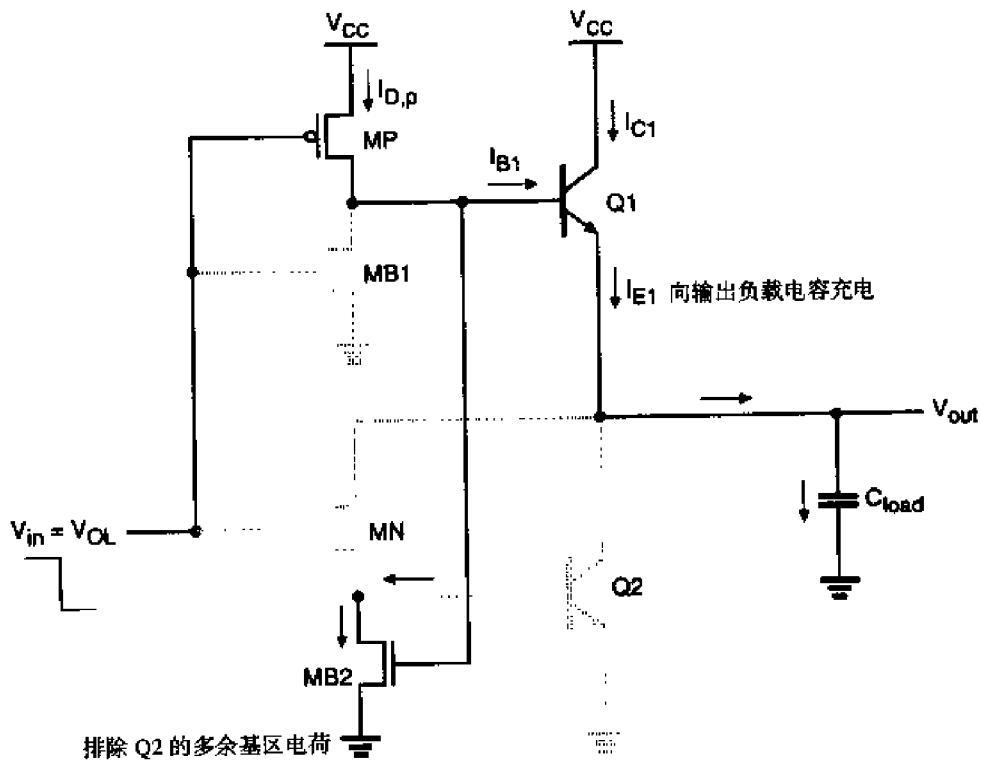 VCC
VCC
ID,p
IC1
MP
IB1
Q1
MB1
IE1 向输出负载电容充电
Vout
Cload
Vin = VOL
MN
Q2
MB2
排除 Q2 的多余基区电荷